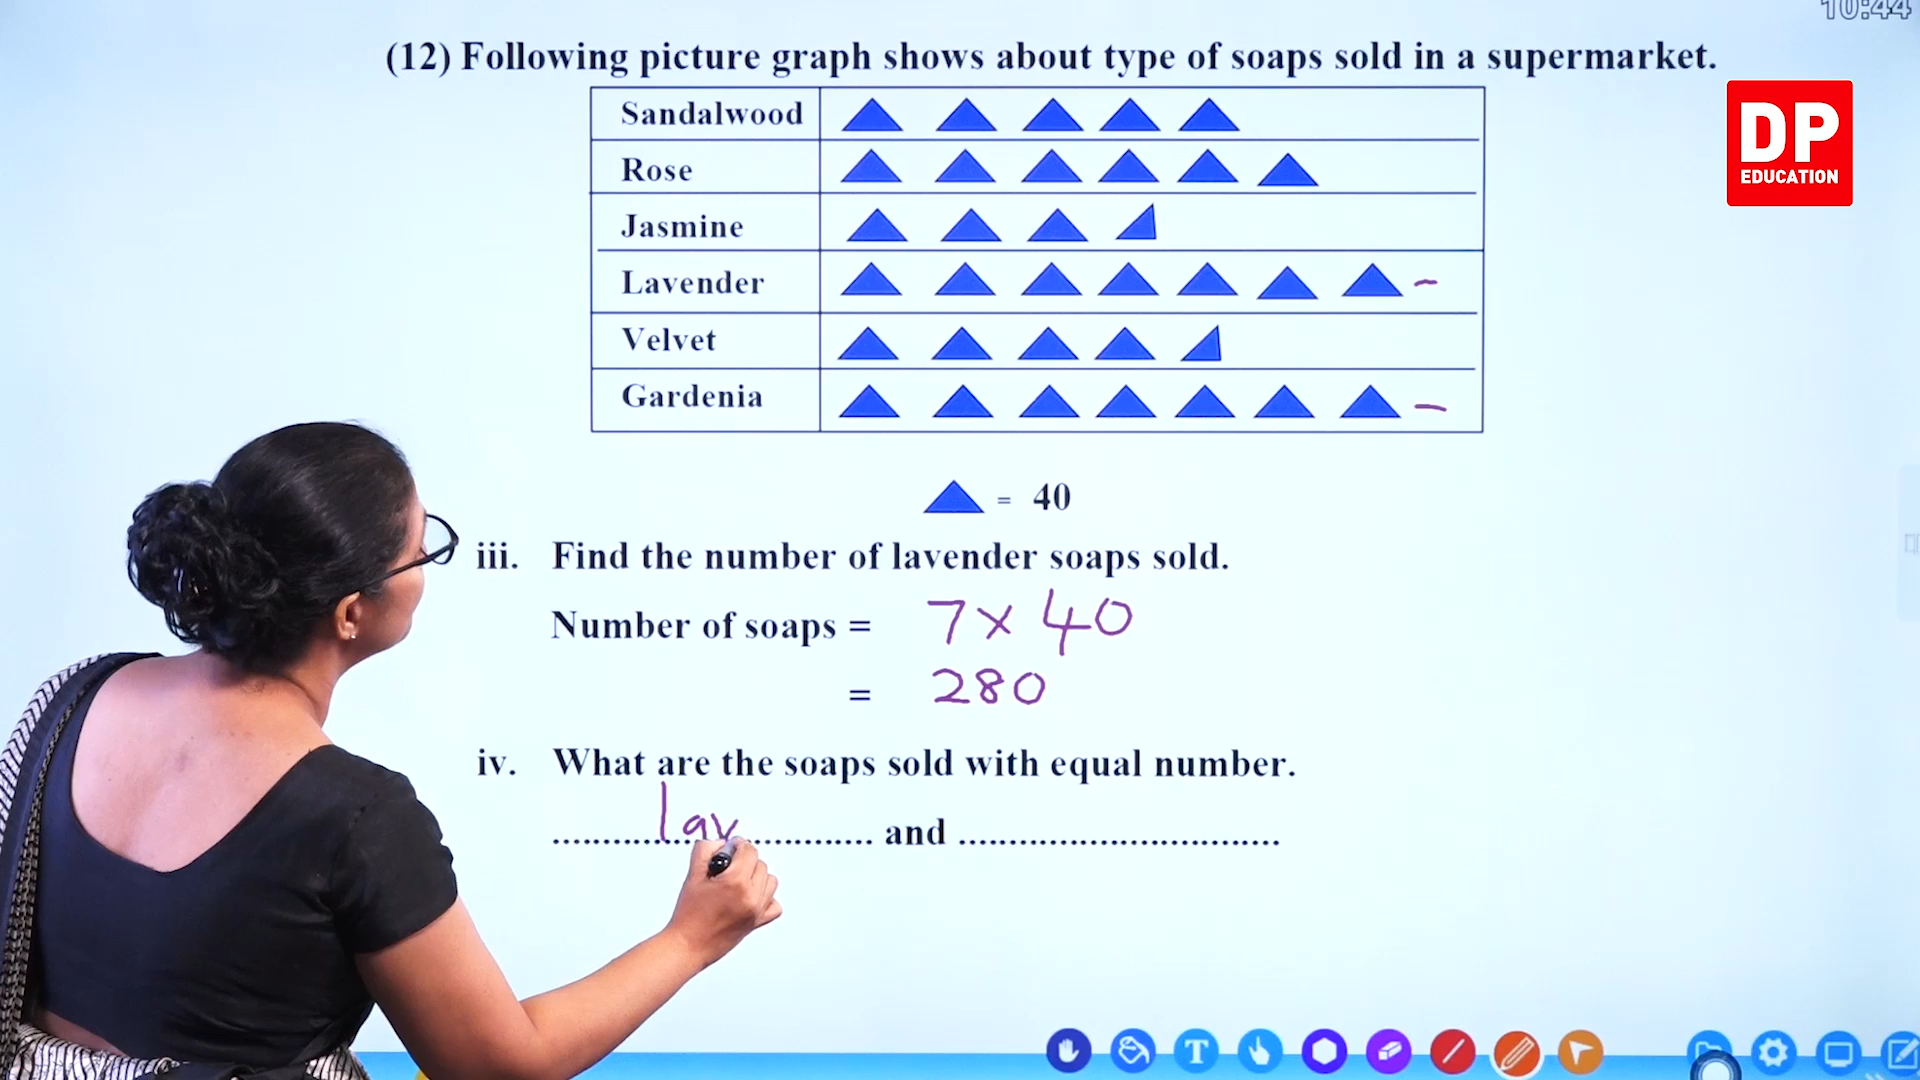 10:44
(12) Following picture graph shows about type of soaps sold in a supermarket.
DP
EDUCATION
Sandalwood
Rose
Jasmine
Lavender
Velvet
Gardenia
= 40
iii. Find the number of lavender soaps sold.
Number of soaps = 7 x 40
= 280
iv. What are the soaps sold with equal number.
lav and
T